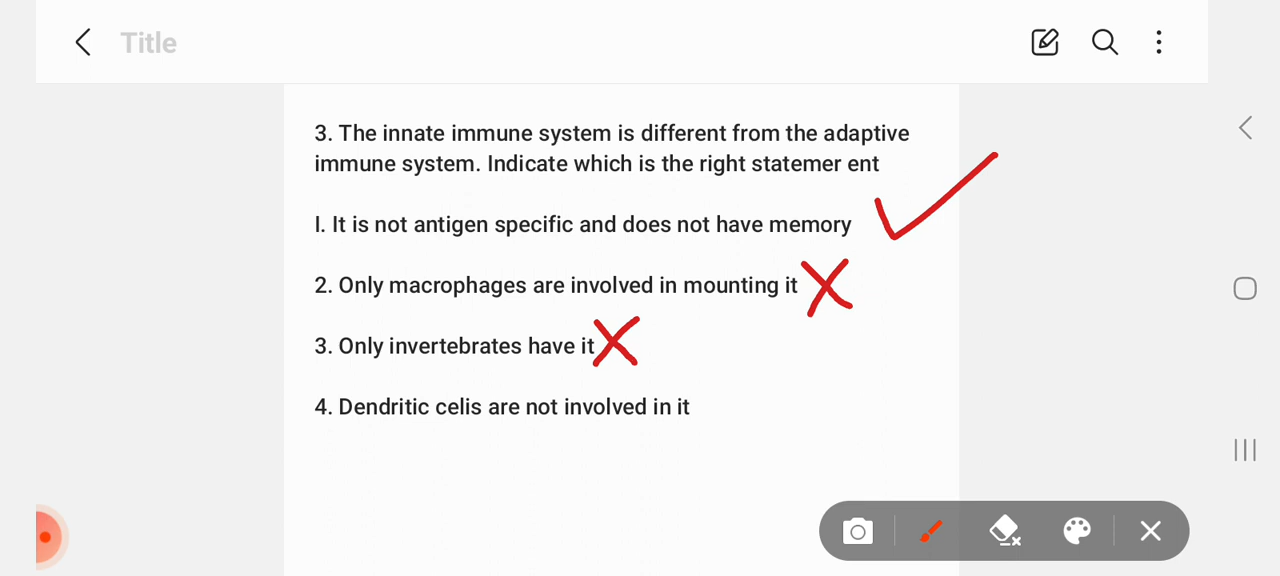 Title
3. The innate immune system is different from the adaptive
immune system. Indicate which is the right statemer ent
I. It is not antigen specific and does not have memory
2. Only macrophages are involved in mounting it
3. Only invertebrates have it
4. Dendritic celis are not involved in it